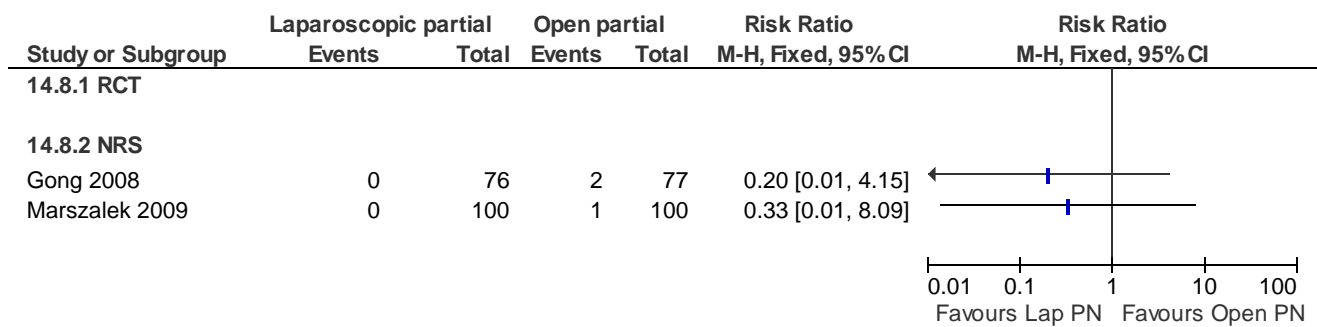 Laparoscopic partial Open partial Risk Ratio Risk Ratio
Study or Subgroup Events Total Events Total M-H, Fixed, 95% CI M-H, Fixed, 95% CI
14.8.1 RCT
14.8.2 NRS
Gong 2008 0 76 2 77 0.20 [0.01, 4.15]
Marszalek 2009 0 100 1 100 0.33 [0.01, 8.09]
0.01 0.1 1 10 100
Favours Lap PN Favours Open PN